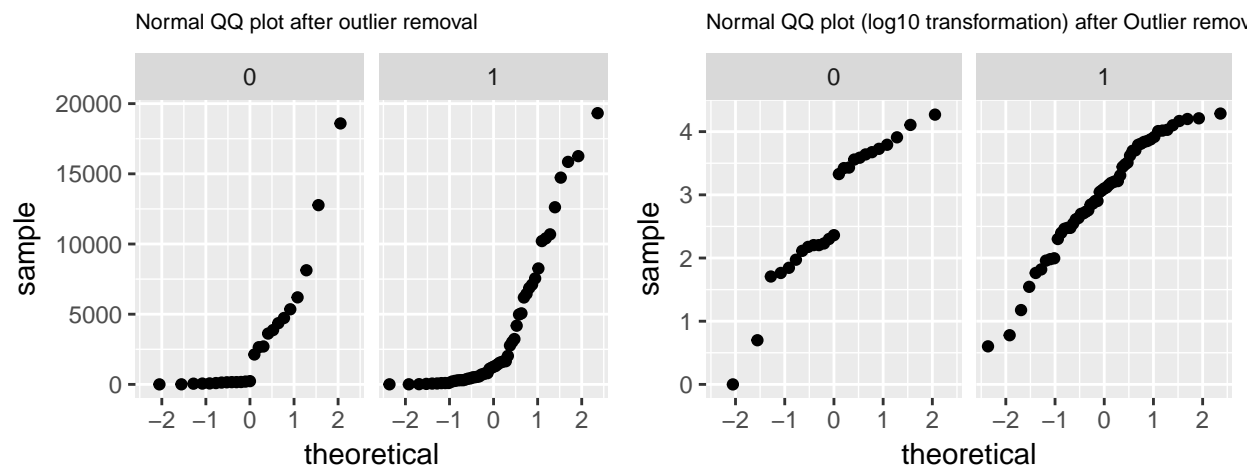 Normal QQ plot after outlier removal
Normal QQ plot (log10 transformation) after Outlier remov
0
1
0
1
20000
15000
10000
5000
0
4
3
2
1
0
sample
sample
−2 −1 0 1 2
−2 −1 0 1 2
−2 −1 0 1 2
−2 −1 0 1 2
theoretical
theoretical